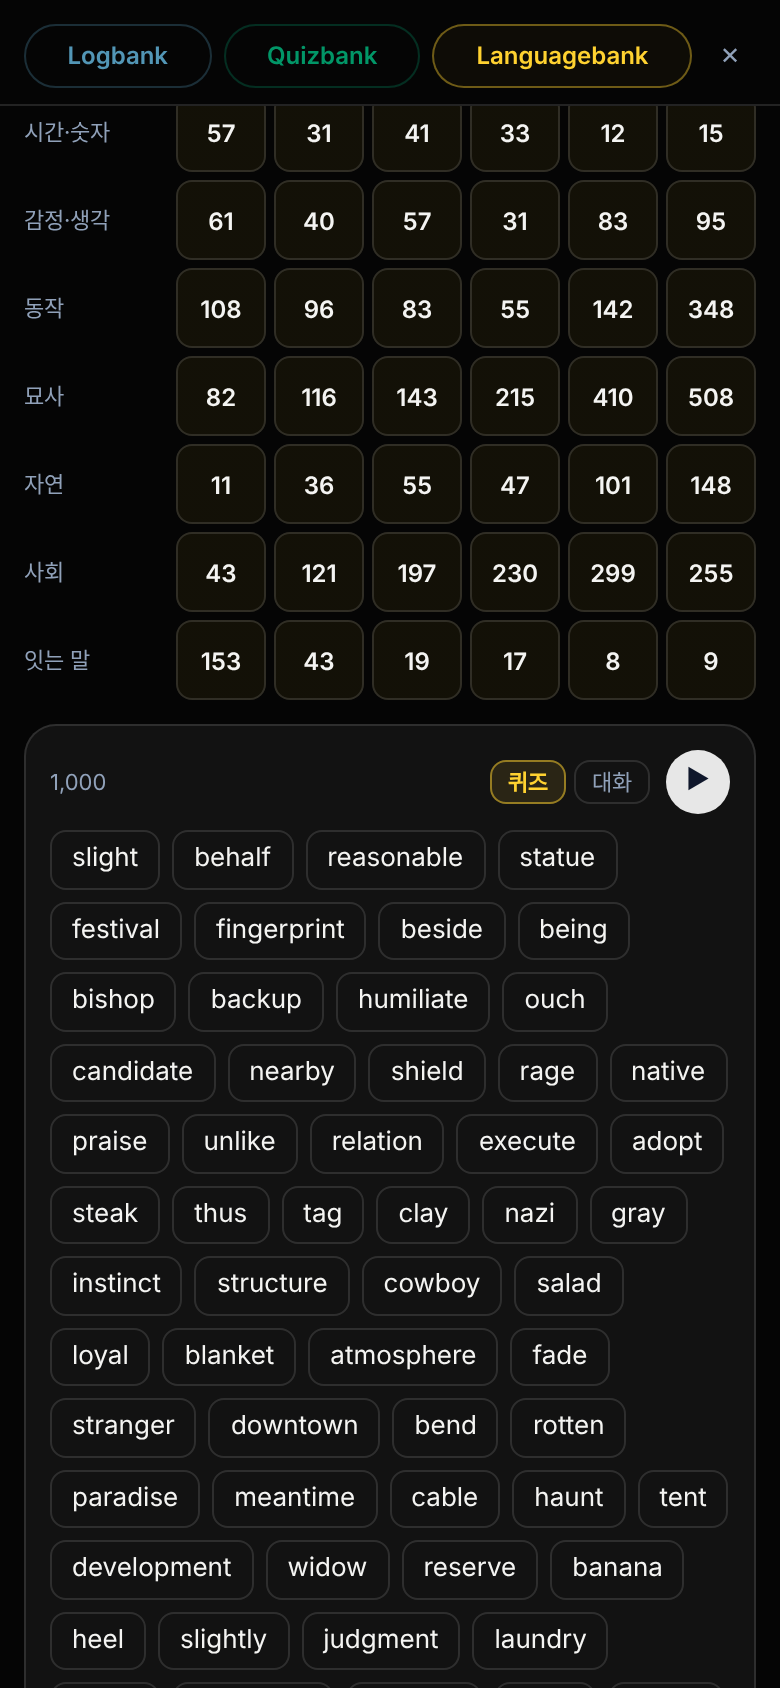 Logbank Quizbank Languagebank ×
시간·숫자 57 31 41 33 12 15
감정·생각 61 40 57 31 83 95
동작 108 96 83 55 142 348
묘사 82 116 143 215 410 508
자연 11 36 55 47 101 148
사회 43 121 197 230 299 255
잇는 말 153 43 19 17 8 9
1,000 퀴즈 대화
slight behalf reasonable statue
festival fingerprint beside being
bishop backup humiliate ouch
candidate nearby shield rage native
praise unlike relation execute adopt
steak thus tag clay nazi gray
instinct structure cowboy salad
loyal blanket atmosphere fade
stranger downtown bend rotten
paradise meantime cable haunt tent
development widow reserve banana
heel slightly judgment laundry